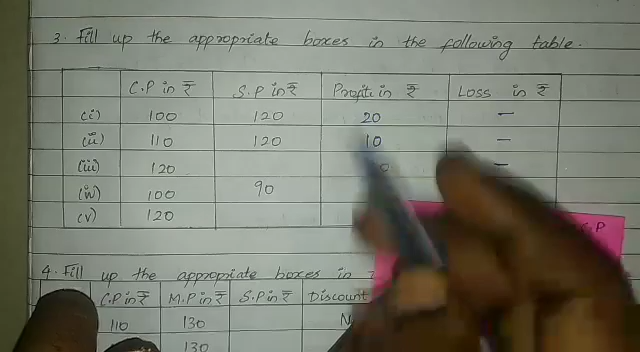 3. Fill up the appropriate boxes in the following table.
C.P in ₹ S.P in ₹ Profit in ₹ Loss in ₹
(i) 100 120 20 -
(ii) 110 120 10 -
(iii) 120 -
(iv) 100 90
(v) 120
C.P
4. Fill up the appropriate boxes in
C.P in ₹ M.P in ₹ S.P in ₹ Discount
110 130
130